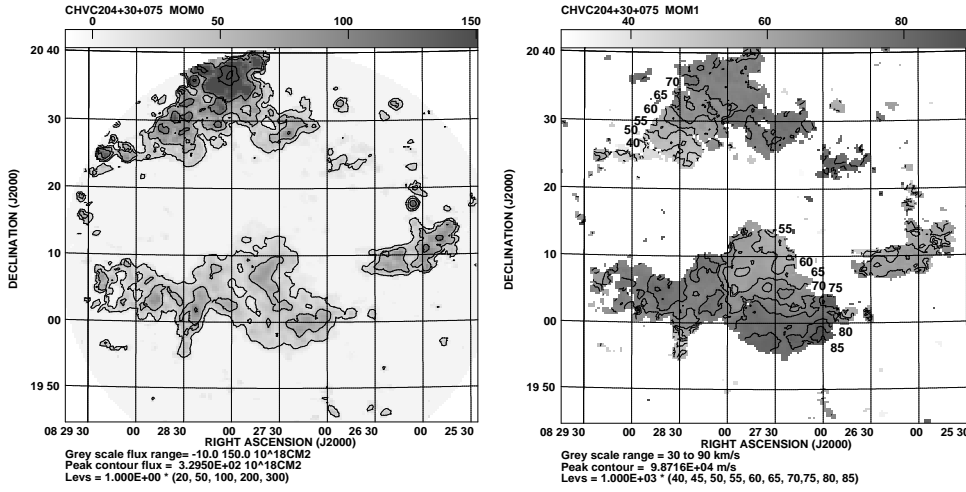 CHVC204+30+075 MOM0
0 50 100 150
20 40
30
20
10
00
19 50
DECLINATION (J2000)
08 29 30 00 28 30 00 27 30 00 26 30 00 25 30
RIGHT ASCENSION (J2000)
Grey scale flux range= -10.0 150.0 10^18CM2
Peak contour flux = 3.2950E+02 10^18CM2
Levs = 1.000E+00 * (20, 50, 100, 200, 300)
CHVC204+30+075 MOM1
40 60 80
20 40
30
20
10
00
19 50
DECLINATION (J2000)
70
65
60
55
50
40
55
60
65
70 75
80
85
08 29 30 00 28 30 00 27 30 00 26 30 00 25 30
RIGHT ASCENSION (J2000)
Grey scale range= 30 to 90 km/s
Peak contour = 9.8716E+04 m/s
Levs = 1.000E+03 * (40, 45, 50, 55, 60, 65, 70,75, 80, 85)